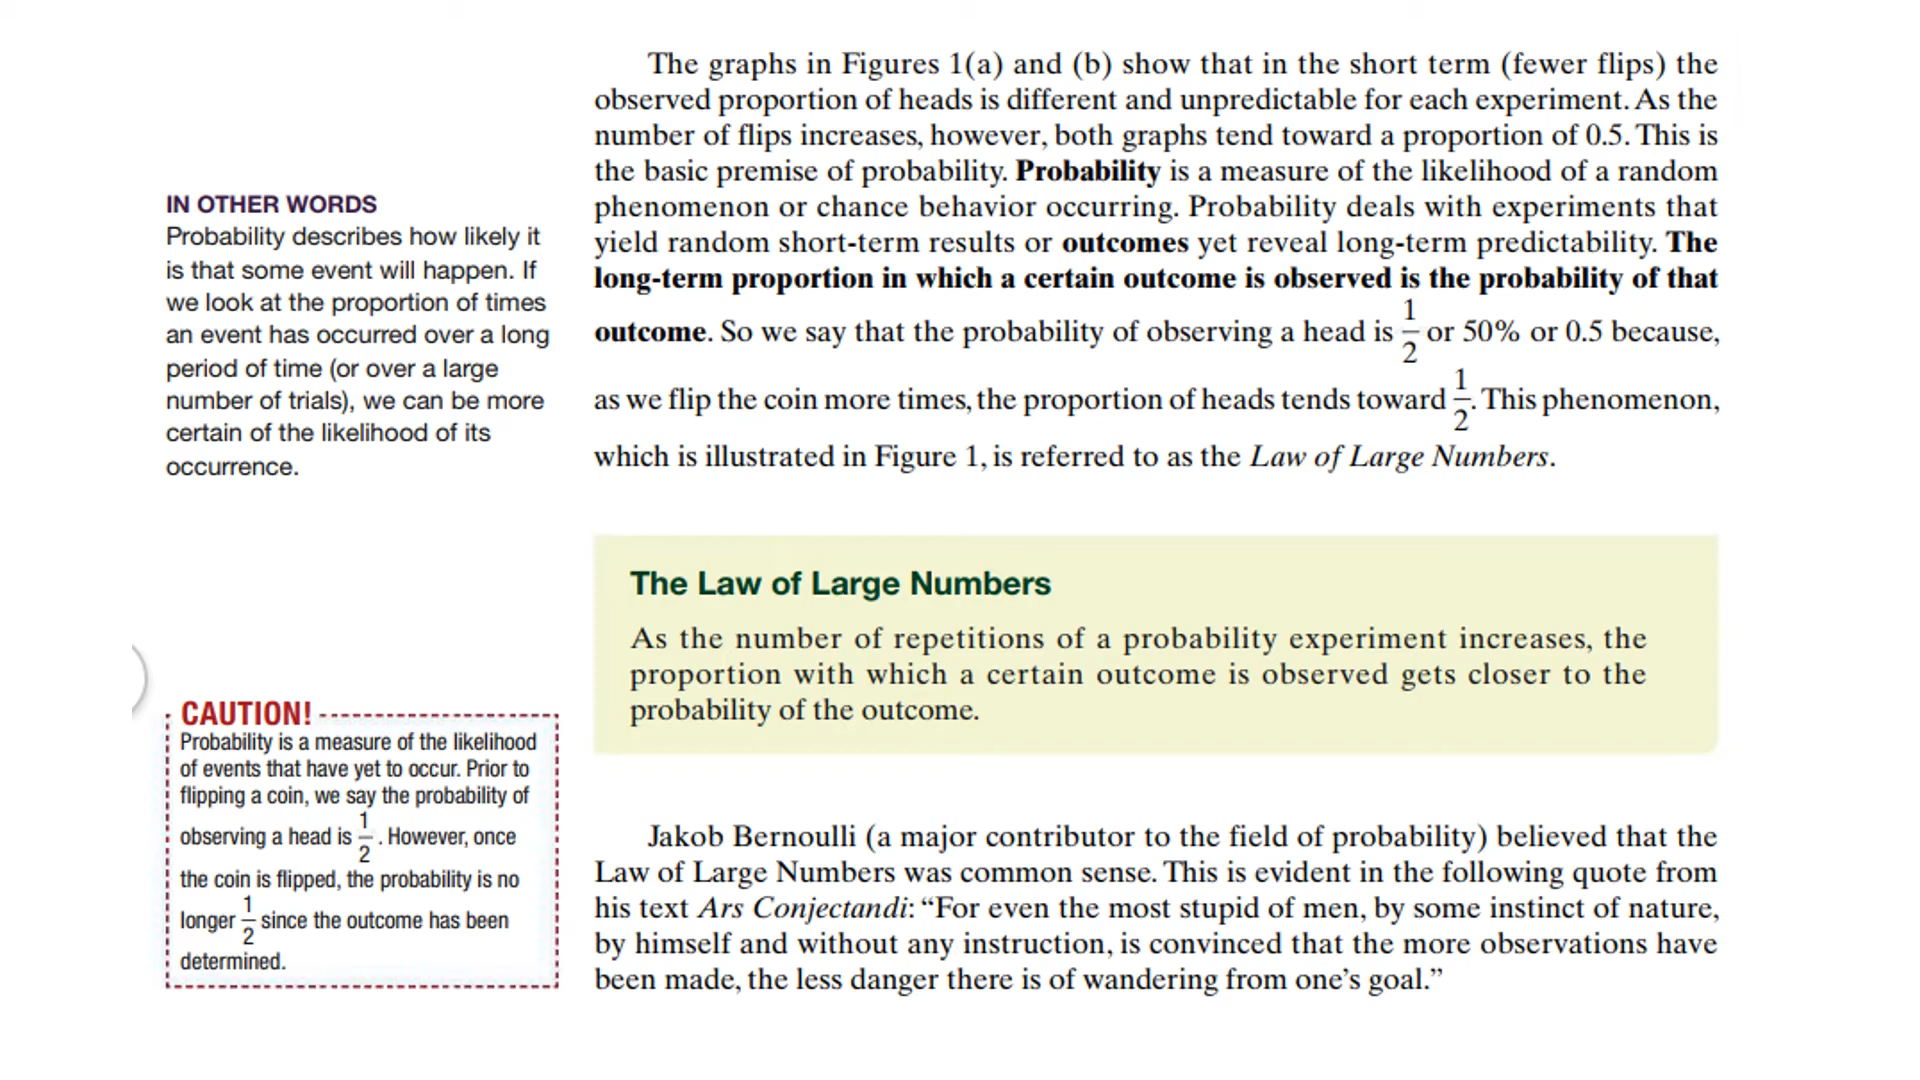 The graphs in Figures 1(a) and (b) show that in the short term (fewer flips) the
observed proportion of heads is different and unpredictable for each experiment. As the
number of flips increases, however, both graphs tend toward a proportion of 0.5. This is
the basic premise of probability. Probability is a measure of the likelihood of a random
phenomenon or chance behavior occurring. Probability deals with experiments that
yield random short-term results or outcomes yet reveal long-term predictability. The
long-term proportion in which a certain outcome is observed is the probability of that
outcome. So we say that the probability of observing a head is 1/2 or 50% or 0.5 because,
as we flip the coin more times, the proportion of heads tends toward 1/2. This phenomenon,
which is illustrated in Figure 1, is referred to as the Law of Large Numbers.
IN OTHER WORDS
Probability describes how likely it
is that some event will happen. If
we look at the proportion of times
an event has occurred over a long
period of time (or over a large
number of trials), we can be more
certain of the likelihood of its
occurrence.
The Law of Large Numbers
As the number of repetitions of a probability experiment increases, the
proportion with which a certain outcome is observed gets closer to the
probability of the outcome.
CAUTION!
Probability is a measure of the likelihood
of events that have yet to occur. Prior to
flipping a coin, we say the probability of
observing a head is 1/2. However, once
the coin is flipped, the probability is no
longer 1/2 since the outcome has been
determined.
Jakob Bernoulli (a major contributor to the field of probability) believed that the
Law of Large Numbers was common sense. This is evident in the following quote from
his text Ars Conjectandi: “For even the most stupid of men, by some instinct of nature,
by himself and without any instruction, is convinced that the more observations have
been made, the less danger there is of wandering from one’s goal.”